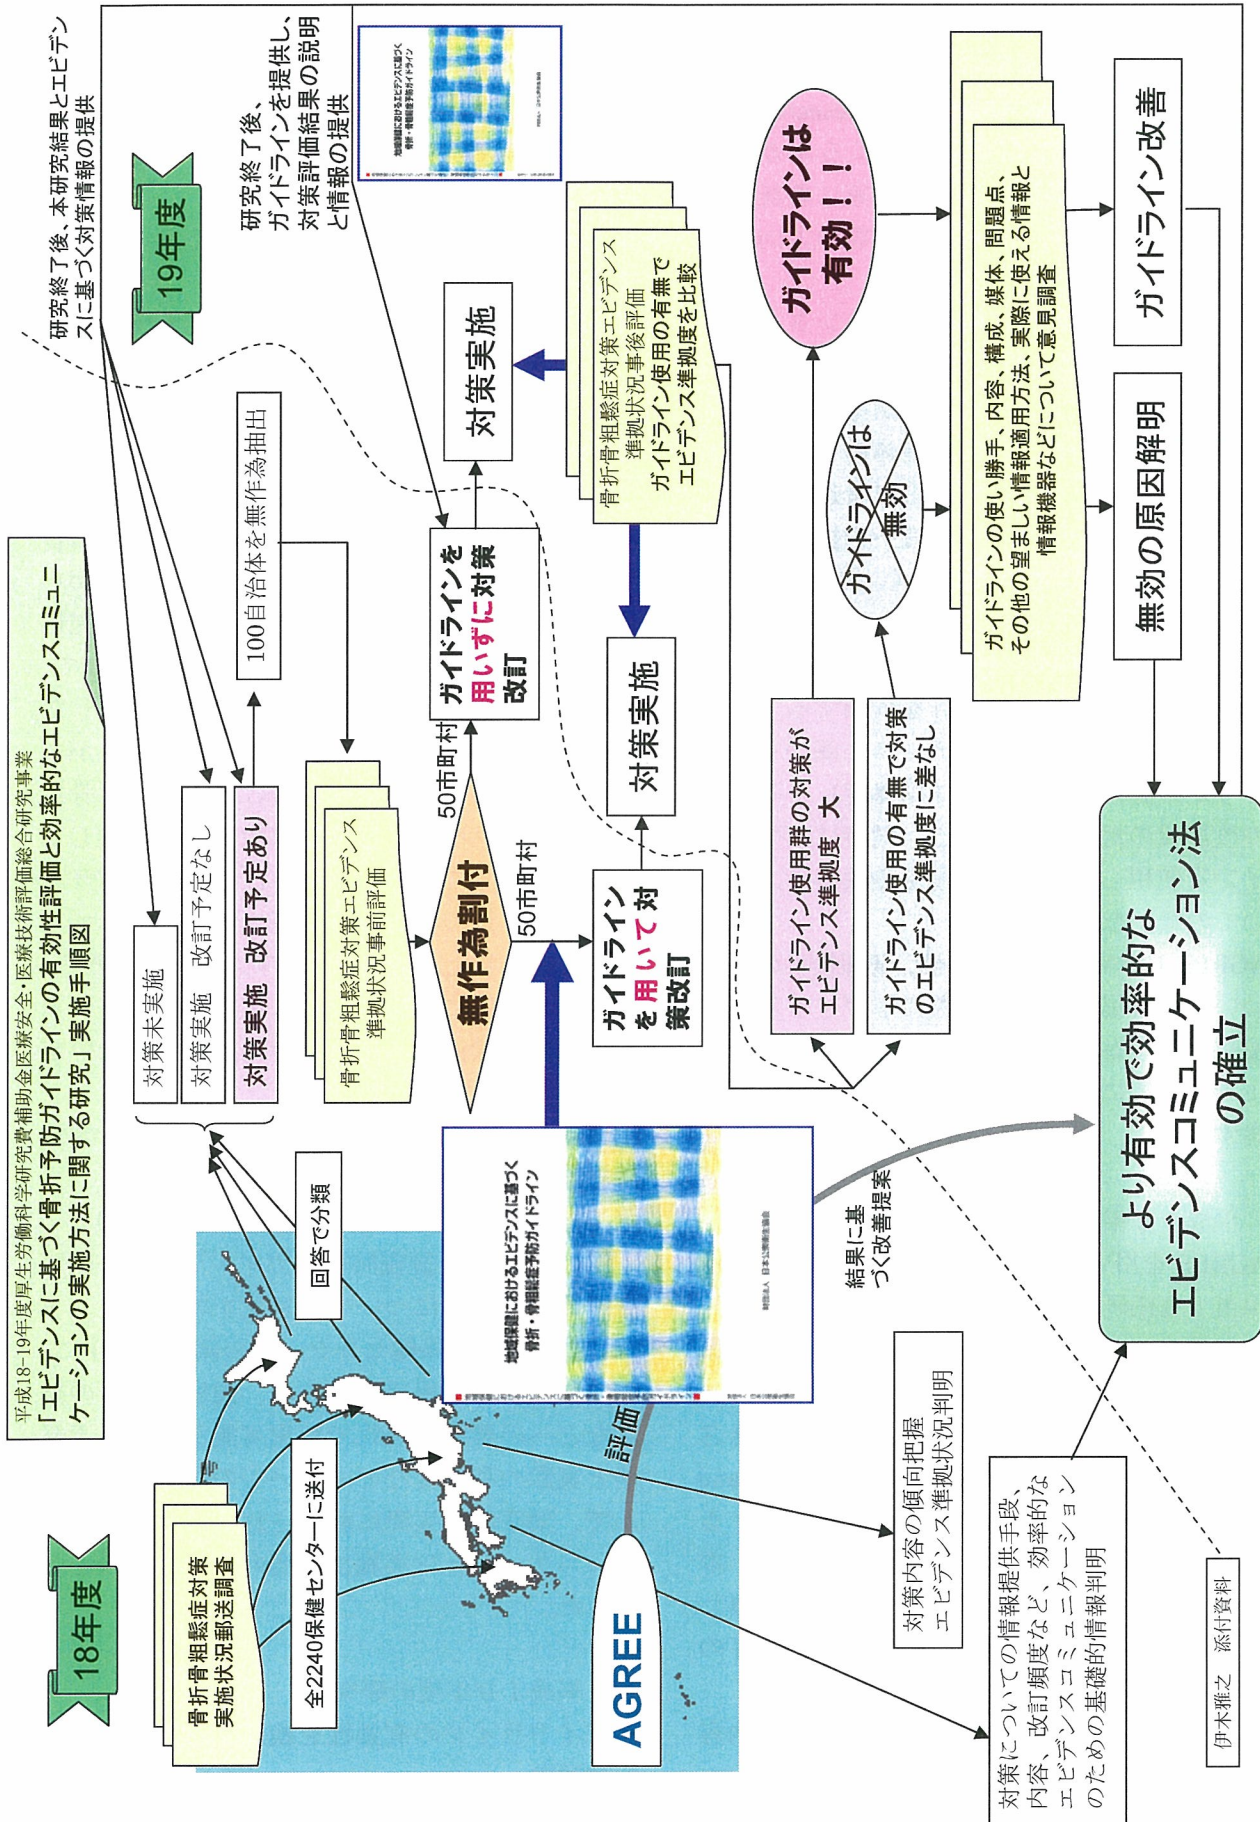 平成18-19年度厚生労働科学研究費補助金医療安全・医療技術評価総合研究事業
「エビデンスに基づく骨折予防ガイドラインの有効性評価と効率的なエビデンスコミュニ
ケーションの実施方法に関する研究」実施手順図
18年度
骨折骨粗鬆症対策
実施状況郵送調査
全2240保健センターに送付
回答で分類
対策未実施
対策実施 改訂予定なし
対策実施 改訂予定あり
100自治体を無作為抽出
骨折骨粗鬆症対策エビデンス
準拠状況事前評価
無作為割付
50市町村
50市町村
ガイドラインを
用いずに対策
改訂
ガイドライン
を用いて対
策改訂
対策実施
対策実施
19年度
研究終了後、本研究結果とエビデン
スに基づく対策情報の提供
研究終了後、
ガイドラインを提供し、
対策評価結果の説明
と情報の提供
地域保健におけるエビデンスに基づく
骨折・骨粗鬆症予防ガイドライン
骨折骨粗鬆症対策エビデンス
準拠状況事後評価
ガイドライン使用の有無で
エビデンス準拠度を比較
AGREE
評価
地域保健におけるエビデンスに基づく
骨折・骨粗鬆症予防ガイドライン
財団法人 日本公衆衛生協会
結果に基
づく改善提案
ガイドライン使用群の対策が
エビデンス準拠度 大
ガイドライン使用の有無で対策
のエビデンス準拠度に差なし
ガイドラインは
有効!!
ガイドラインは
無効
ガイドラインの使い勝手、内容、構成、媒体、問題点、
その他の望ましい情報適用方法、実際に使える情報と
情報機器などについて意見調査
無効の原因解明
ガイドライン改善
対策内容の傾向把握
エビデンス準拠状況判明
対策についての情報提供手段、
内容、改訂頻度など、効率的な
エビデンスコミュニケーション
のための基礎的情報判明
より有効で効率的な
エビデンスコミュニケーション法
の確立
伊木雅之 添付資料